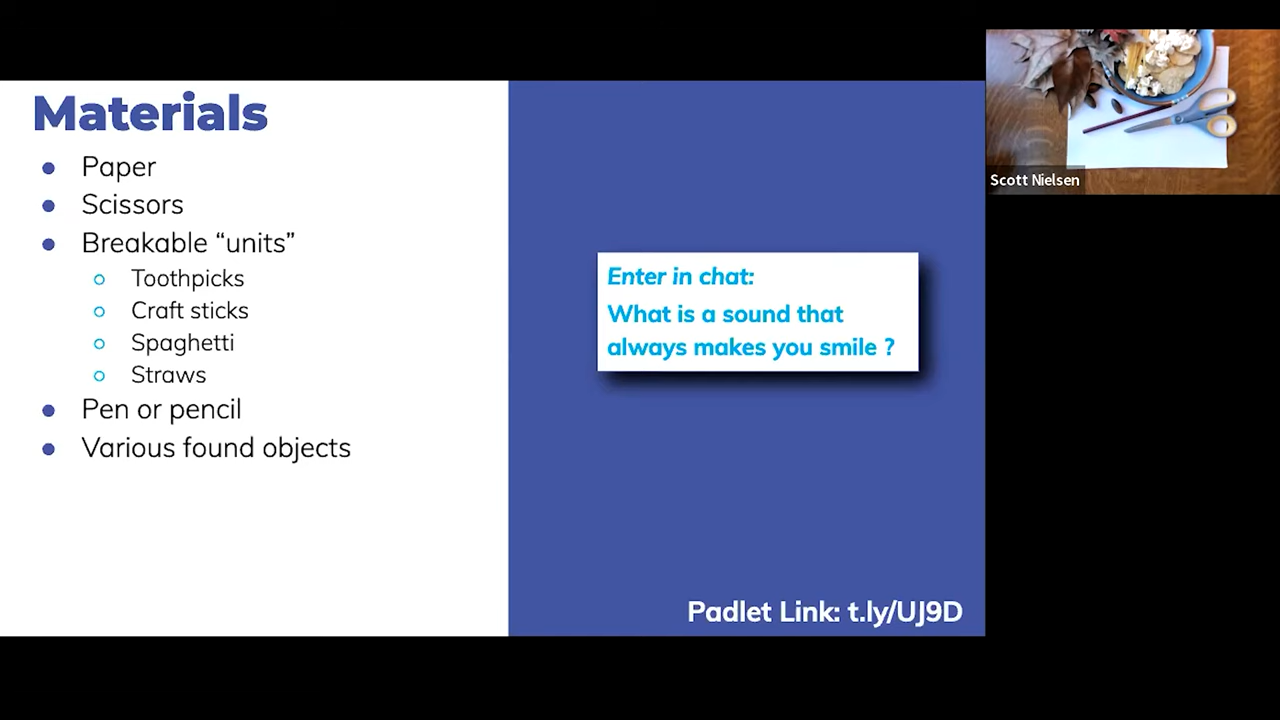 Materials
Paper
Scissors
Breakable “units”
Toothpicks
Craft sticks
Spaghetti
Straws
Pen or pencil
Various found objects
Enter in chat:
What is a sound that
always makes you smile ?
Padlet Link: t.ly/UJ9D
Scott Nielsen